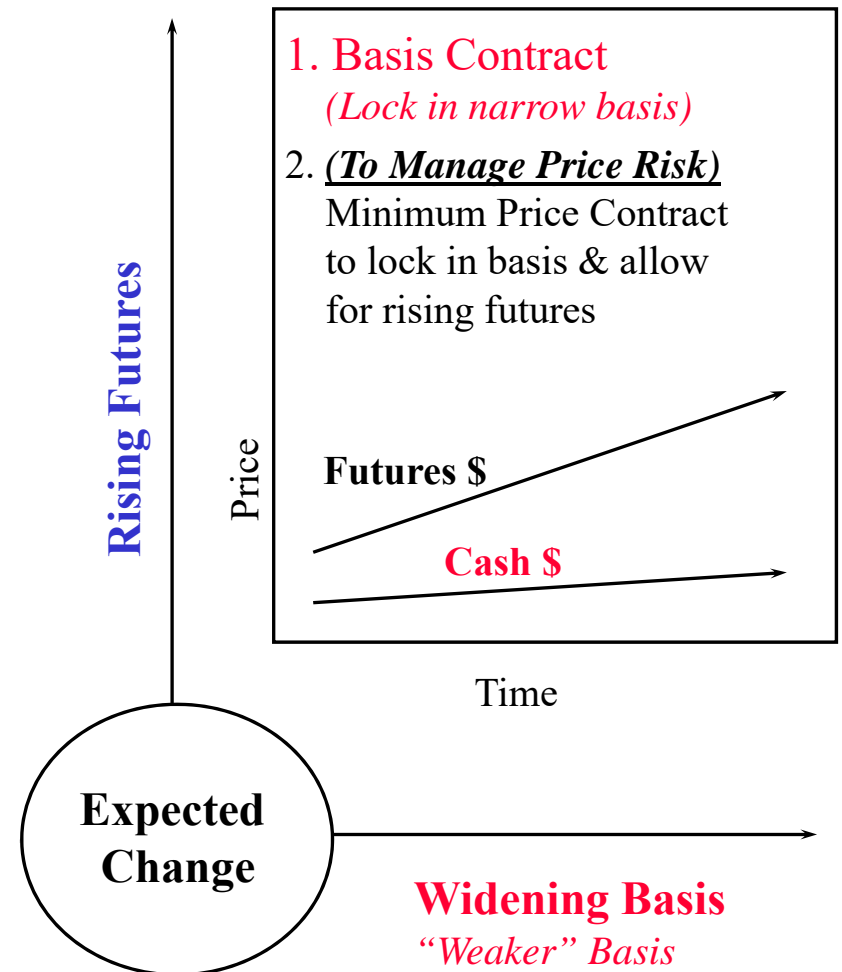 1. Basis Contract
(Lock in narrow basis)
2. (To Manage Price Risk)
Minimum Price Contract
to lock in basis & allow
for rising futures
Rising Futures
Price
Futures $
Cash $
Time
Expected
Change
Widening Basis
“Weaker” Basis